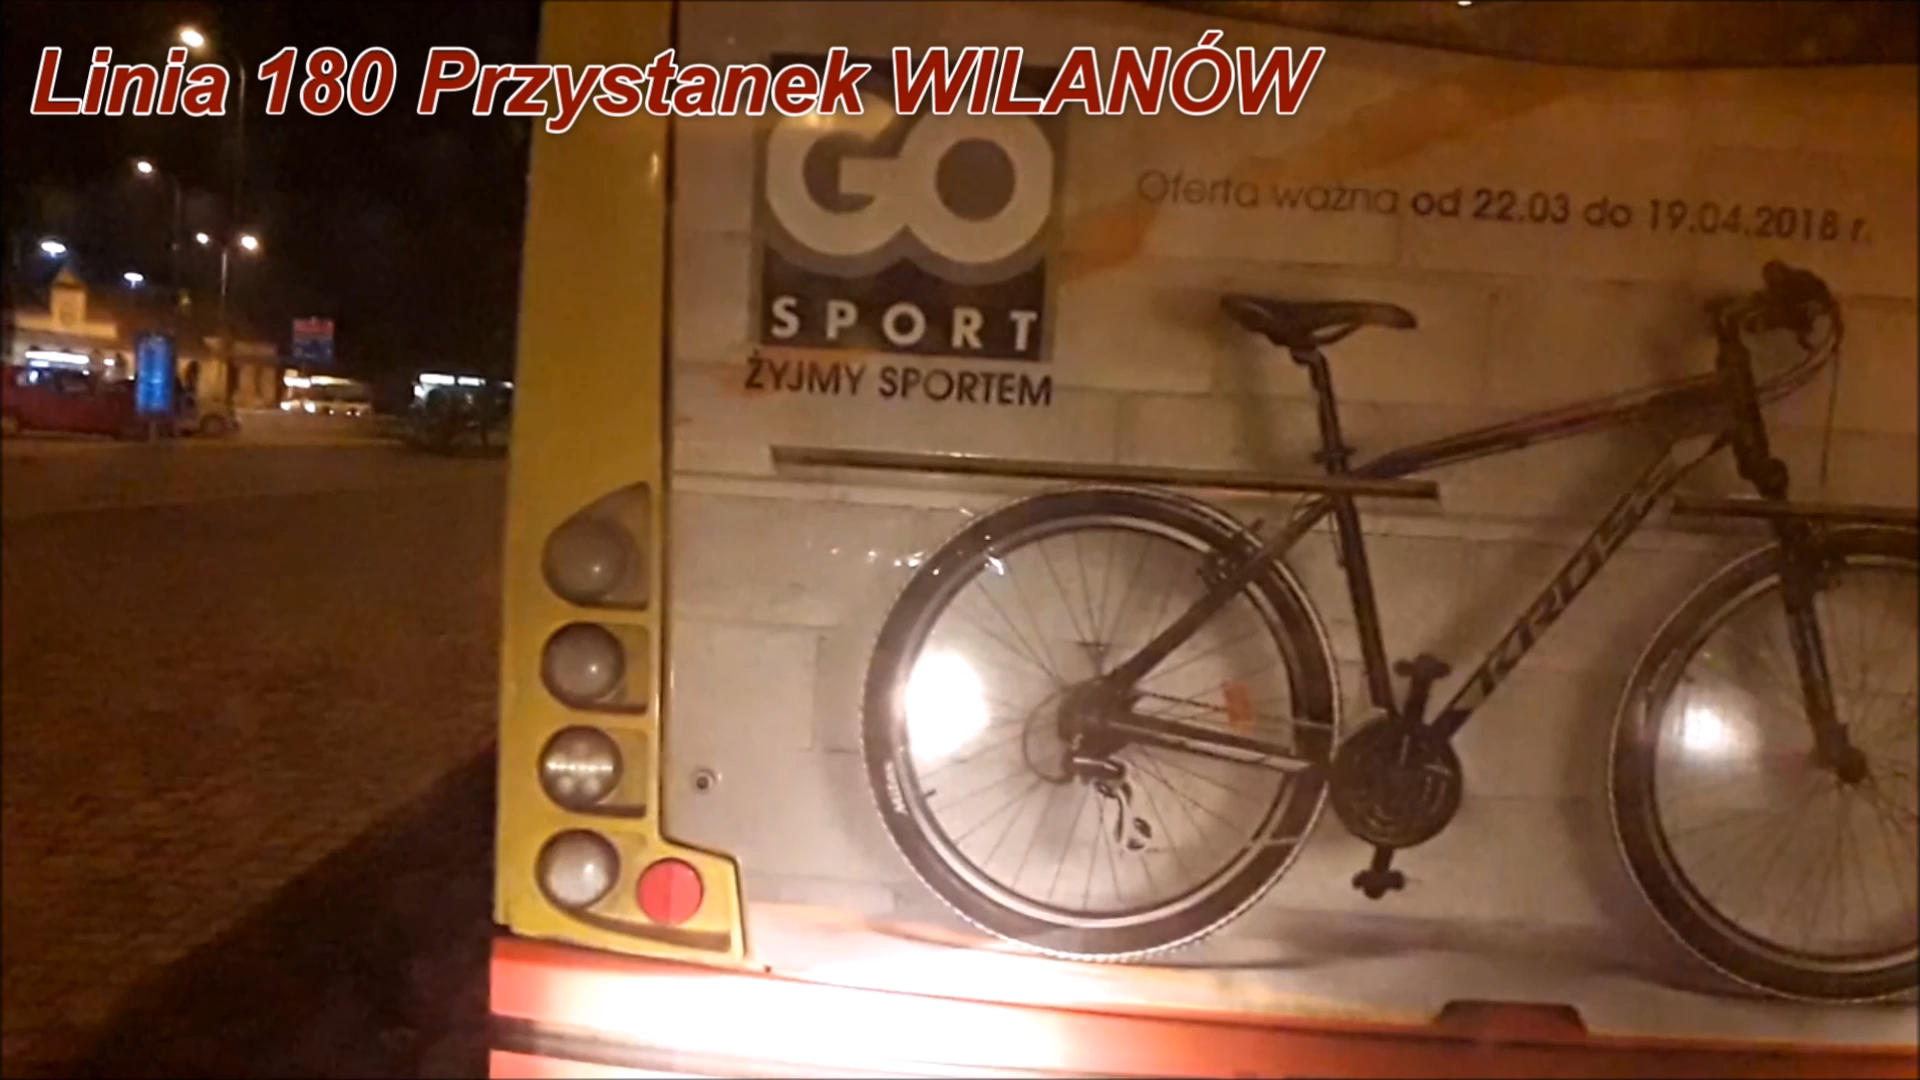 Linia 180 Przystanek WILANÓW
GO
SPORT
ŻYJMY SPORTEM
Oferta ważna od 22.03 do 19.04.2018 r.
KROSS